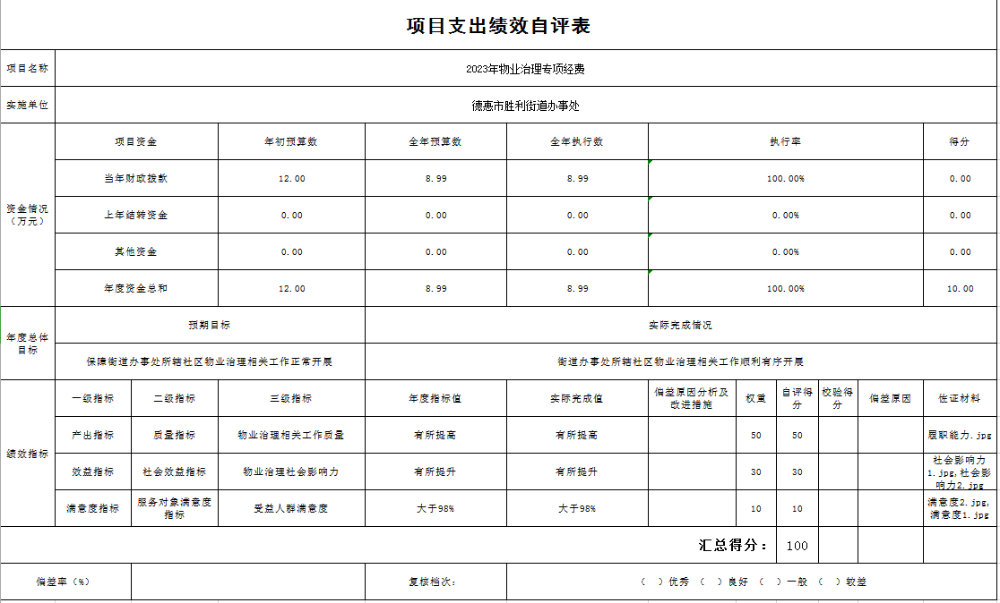 项目支出绩效自评表
项目名称 2023年物业治理专项经费
实施单位 德惠市胜利街道办事处
资金情况
（万元）
项目资金 年初预算数 全年预算数 全年执行数 执行率 得分
当年财政拨款 12.00 8.99 8.99 100.00% 0.00
上年结转资金 0.00 0.00 0.00 0.00% 0.00
其他资金 0.00 0.00 0.00 0.00% 0.00
年度资金总和 12.00 8.99 8.99 100.00% 10.00
年度总体
目标
预期目标 实际完成情况
保障街道办事处所辖社区物业治理相关工作正常开展 街道办事处所辖社区物业治理相关工作顺利有序开展
绩效指标
一级指标 二级指标 三级指标 年度指标值 实际完成值 偏差原因分析及
改进措施 权重 自评得
分 校验得
分 偏差原因 佐证材料
产出指标 质量指标 物业治理相关工作质量 有所提高 有所提高 50 50 履职能力.jpg
效益指标 社会效益指标 物业治理社会影响力 有所提升 有所提升 30 30 社会影响力
1.jpg,社会影
响力2.jpg
满意度指标 服务对象满意度
指标 受益人群满意度 大于98% 大于98% 10 10 满意度2.jpg,
满意度1.jpg
汇总得分： 100
偏差率（%） 复核档次： （ ）优秀 （ ）良好 （ ）一般 （ ）较差